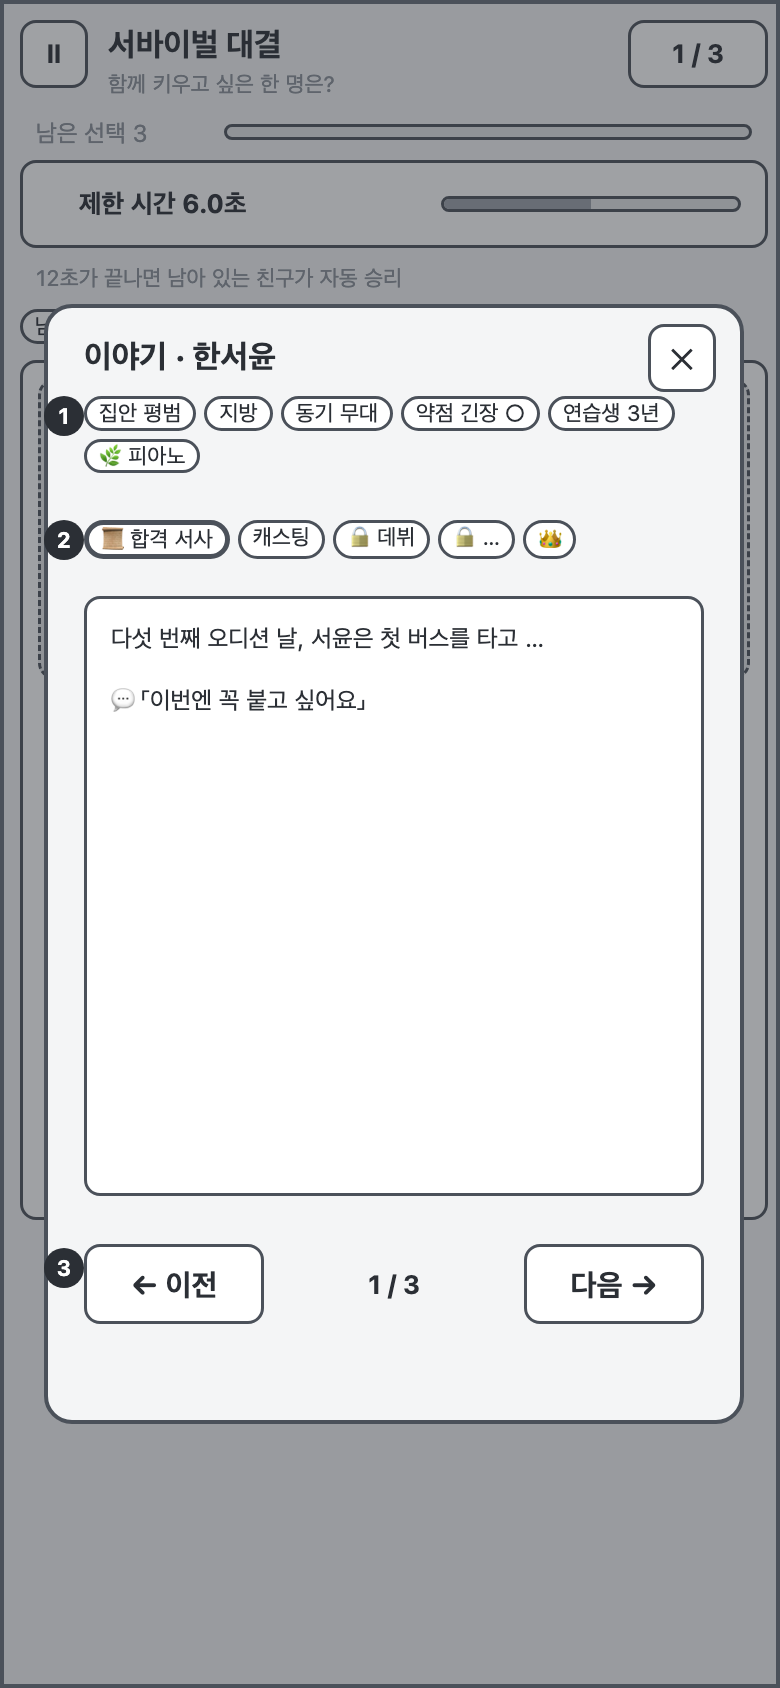 서바이벌 대결
함께 키우고 싶은 한 명은?
1 / 3
남은 선택 3
제한 시간 6.0초
12초가 끝나면 남아 있는 친구가 자동 승리
이야기 · 한서윤
1 집안 평범 지방 동기 무대 약점 긴장 ○ 연습생 3년
🌿 피아노
2 📜 합격 서사 캐스팅 🔒 데뷔 🔒 ... 👑
다섯 번째 오디션 날, 서윤은 첫 버스를 타고 ...
💬「이번엔 꼭 붙고 싶어요」
3 ← 이전 1 / 3 다음 →